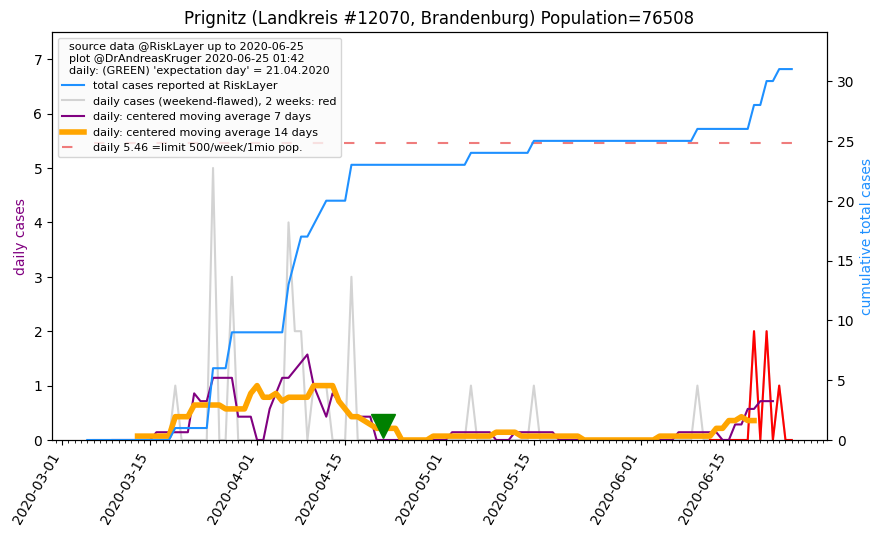 Prignitz (Landkreis #12070, Brandenburg) Population=76508
source data @RiskLayer up to 2020-06-25
plot @DrAndreasKruger 2020-06-25 01:42
daily: (GREEN) 'expectation day' = 21.04.2020
total cases reported at RiskLayer
daily cases (weekend-flawed), 2 weeks: red
daily: centered moving average 7 days
daily: centered moving average 14 days
daily 5.46 =limit 500/week/1mio pop.
daily cases
7
6
5
4
3
2
1
0
cumulative total cases
30
25
20
15
10
5
0
2020-03-01
2020-03-15
2020-04-01
2020-04-15
2020-05-01
2020-05-15
2020-06-01
2020-06-15